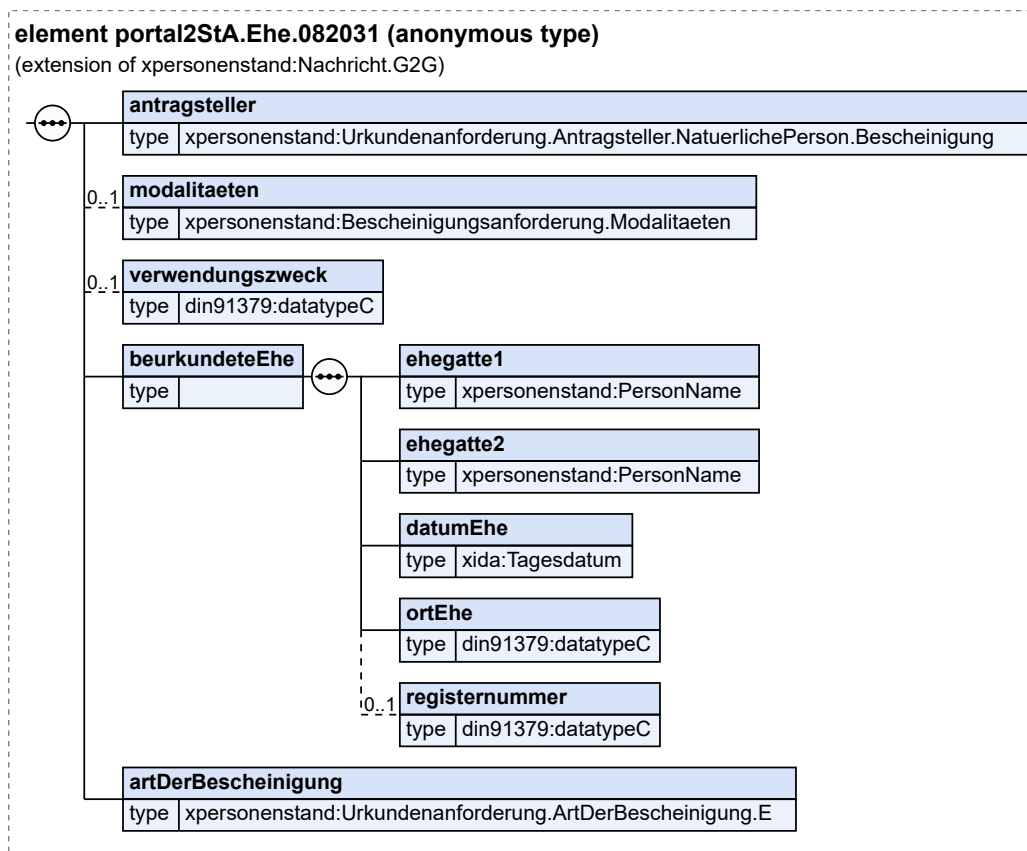 element portal2StA.Ehe.082031 (anonymous type)
(extension of xpersonenstand:Nachricht.G2G)
antragsteller
type xpersonenstand:Urkundenanforderung.Antragsteller.NatuerlichePerson.Bescheinigung
0..1 modalitaeten
type xpersonenstand:Bescheinigungsanforderung.Modalitaeten
0..1 verwendungszweck
type din91379:datatypeC
beurkundeteEhe
type
ehegatte1
type xpersonenstand:PersonName
ehegatte2
type xpersonenstand:PersonName
datumEhe
type xida:Tagesdatum
ortEhe
type din91379:datatypeC
0..1 registernummer
type din91379:datatypeC
artDerBescheinigung
type xpersonenstand:Urkundenanforderung.ArtDerBescheinigung.E